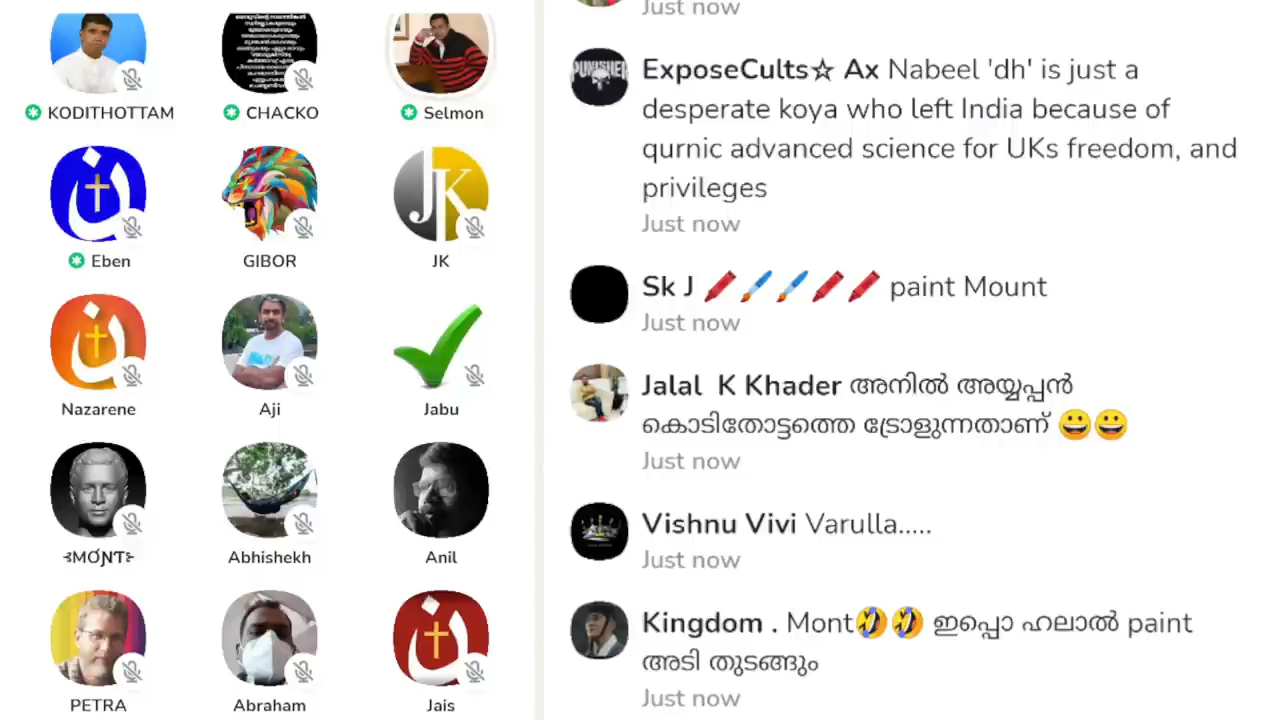 KODITHOTTAM
CHACKO
Selmon
Eben
GIBOR
JK
Nazarene
Aji
Jabu
⊰MÓƝT⊱
Abhishekh
Anil
PETRA
Abraham
Jais
Just now
PUNISHER
ExposeCults☆ Ax Nabeel 'dh' is just a
desperate koya who left India because of
qurnic advanced science for UKs freedom, and
privileges
Just now
Sk J 🖍️🖌️🖌️🖍️🖍️ paint Mount
Just now
Jalal K Khader അനിൽ അയ്യപ്പൻ
കൊടിതോട്ടത്തെ ട്രോളുന്നതാണ് 😀😀
Just now
Vishnu Vivi Varulla.....
Just now
Kingdom . Mont🤣🤣 ഇപ്പൊ ഹലാൽ paint
അടി തുടങ്ങും
Just now